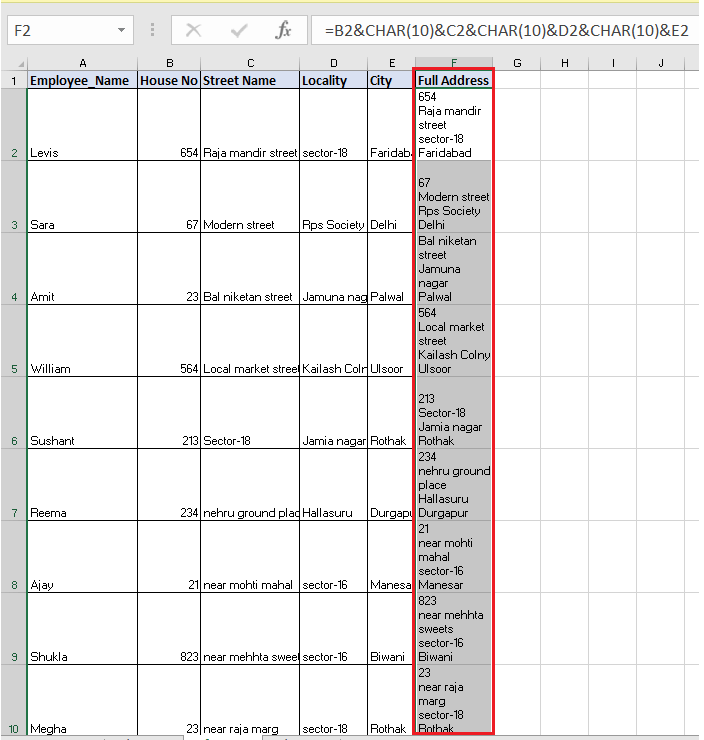 F2 fx =B2&CHAR(10)&C2&CHAR(10)&D2&CHAR(10)&E2
A B C D E F G H I J
1 Employee_Name House No Street Name Locality City Full Address
2 Levis 654 Raja mandir street sector-18 Faridab
654
Raja mandir
street
sector-18
Faridabad
3 Sara 67 Modern street Rps Society Delhi
67
Modern street
Rps Society
Delhi
4 Amit 23 Bal niketan street Jamuna nag Palwal
Bal niketan
street
Jamuna
nagar
Palwal
5 William 564 Local market street Kailash Coln Ulsoor
564
Local market
street
Kailash Colny
Ulsoor
6 Sushant 213 Sector-18 Jamia nagar Rothak
213
Sector-18
Jamia nagar
Rothak
7 Reema 234 nehru ground plac Hallasuru Durgapu
234
nehru ground
place
Hallasuru
Durgapur
8 Ajay 21 near mohti mahal sector-16 Manesa
21
near mohti
mahal
sector-16
Manesar
9 Shukla 823 near mehhta sweet sector-16 Biwani
823
near mehhta
sweets
sector-16
Biwani
10 Megha 23 near raja marg sector-18 Rothak
23
near raja
marg
sector-18
Rothak